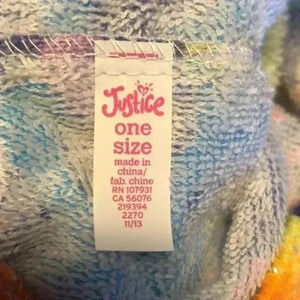 Justice
one
size
made in
china/
fab. chine
RN 107931
CA 56076
219394
2270
11/13